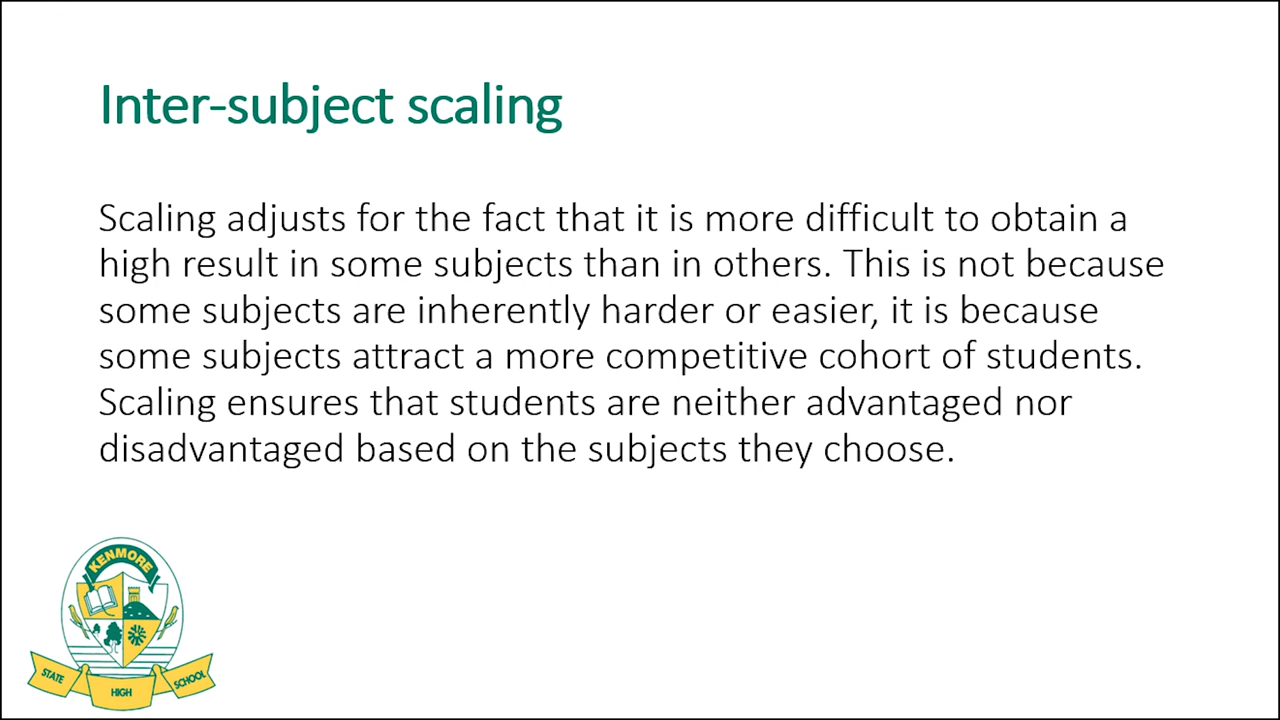 Inter-subject scaling
Scaling adjusts for the fact that it is more difficult to obtain a
high result in some subjects than in others. This is not because
some subjects are inherently harder or easier, it is because
some subjects attract a more competitive cohort of students.
Scaling ensures that students are neither advantaged nor
disadvantaged based on the subjects they choose.
KENMORE
STATE HIGH SCHOOL